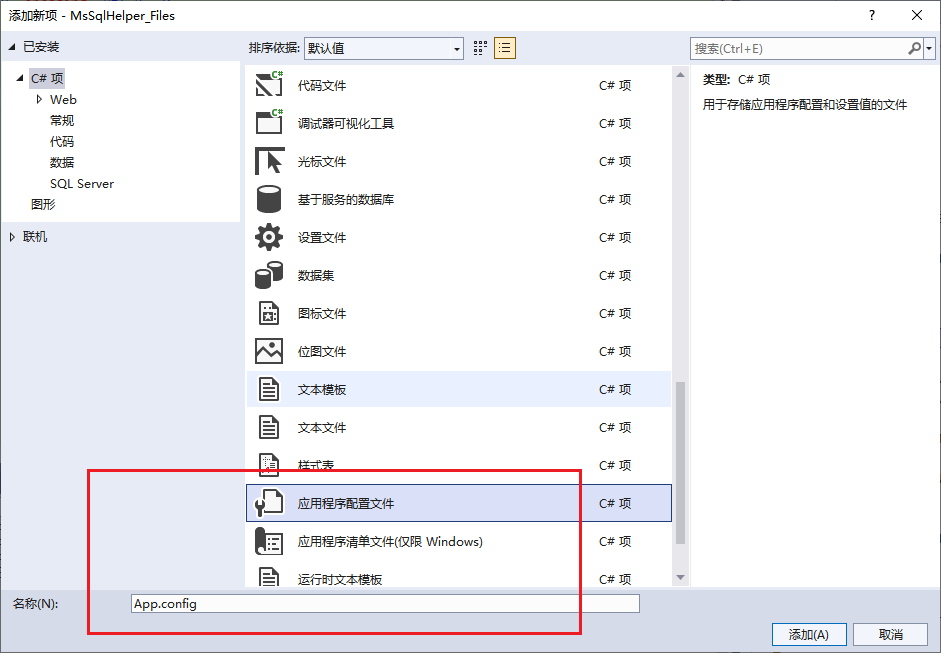 添加新项 - MsSqlHelper_Files
?
已安装
排序依据: 默认值
搜索(Ctrl+E)
C# 项
Web
常规
代码
数据
SQL Server
图形
联机
代码文件 C# 项
调试器可视化工具 C# 项
光标文件 C# 项
基于服务的数据库 C# 项
设置文件 C# 项
数据集 C# 项
图标文件 C# 项
位图文件 C# 项
文本模板 C# 项
文本文件 C# 项
样式表 C# 项
应用程序配置文件 C# 项
应用程序清单文件(仅限 Windows) C# 项
运行时文本模板 C# 项
类型: C# 项
用于存储应用程序配置和设置值的文件
名称(N): App.config
添加(A) 取消